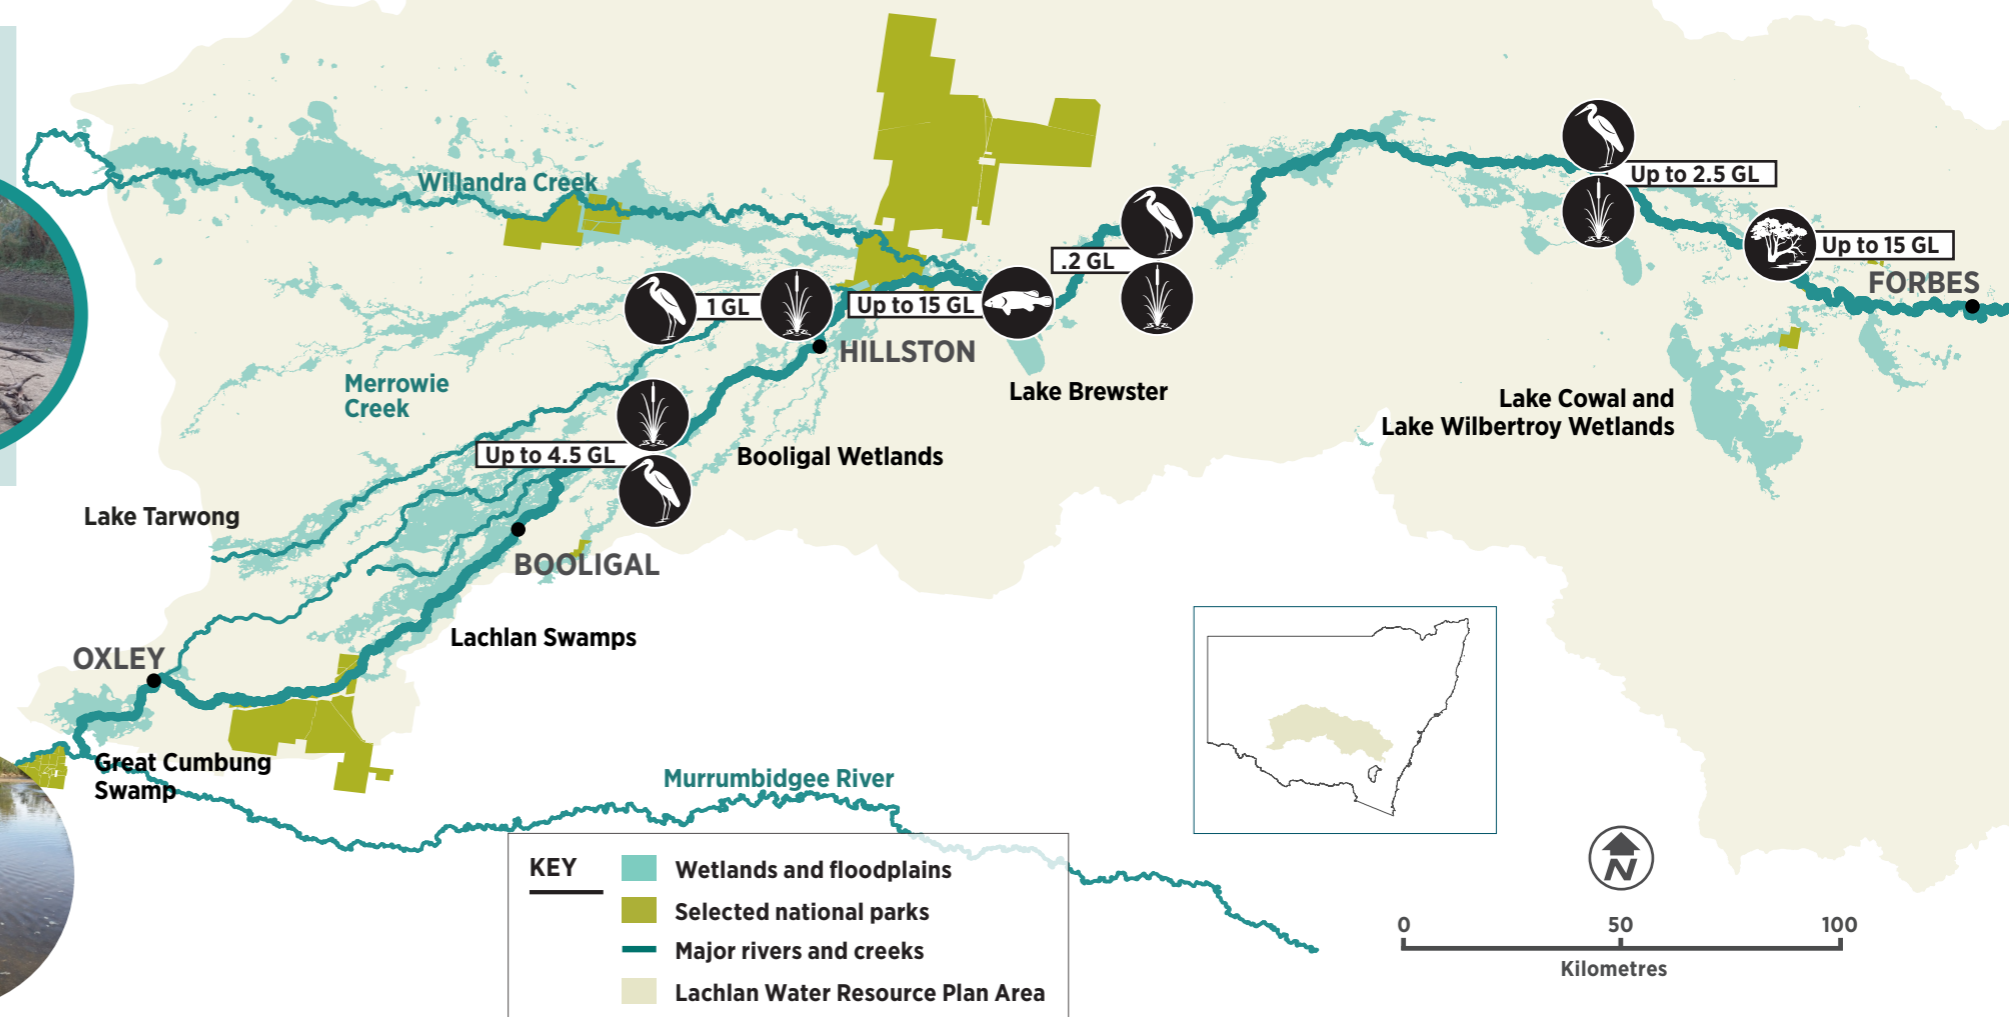 Willandra Creek
Up to 2.5 GL
Up to 15 GL
.2 GL
FORBES
1 GL
Up to 15 GL
HILLSTON
Merrowie
Creek
Lake Brewster
Lake Cowal and
Lake Wilbertroy Wetlands
Up to 4.5 GL
Booligal Wetlands
Lake Tarwong
BOOLIGAL
Lachlan Swamps
OXLEY
Great Cumbung
Swamp
Murrumbidgee River
KEY
Wetlands and floodplains
Selected national parks
Major rivers and creeks
Lachlan Water Resource Plan Area
N
0 50 100
Kilometres